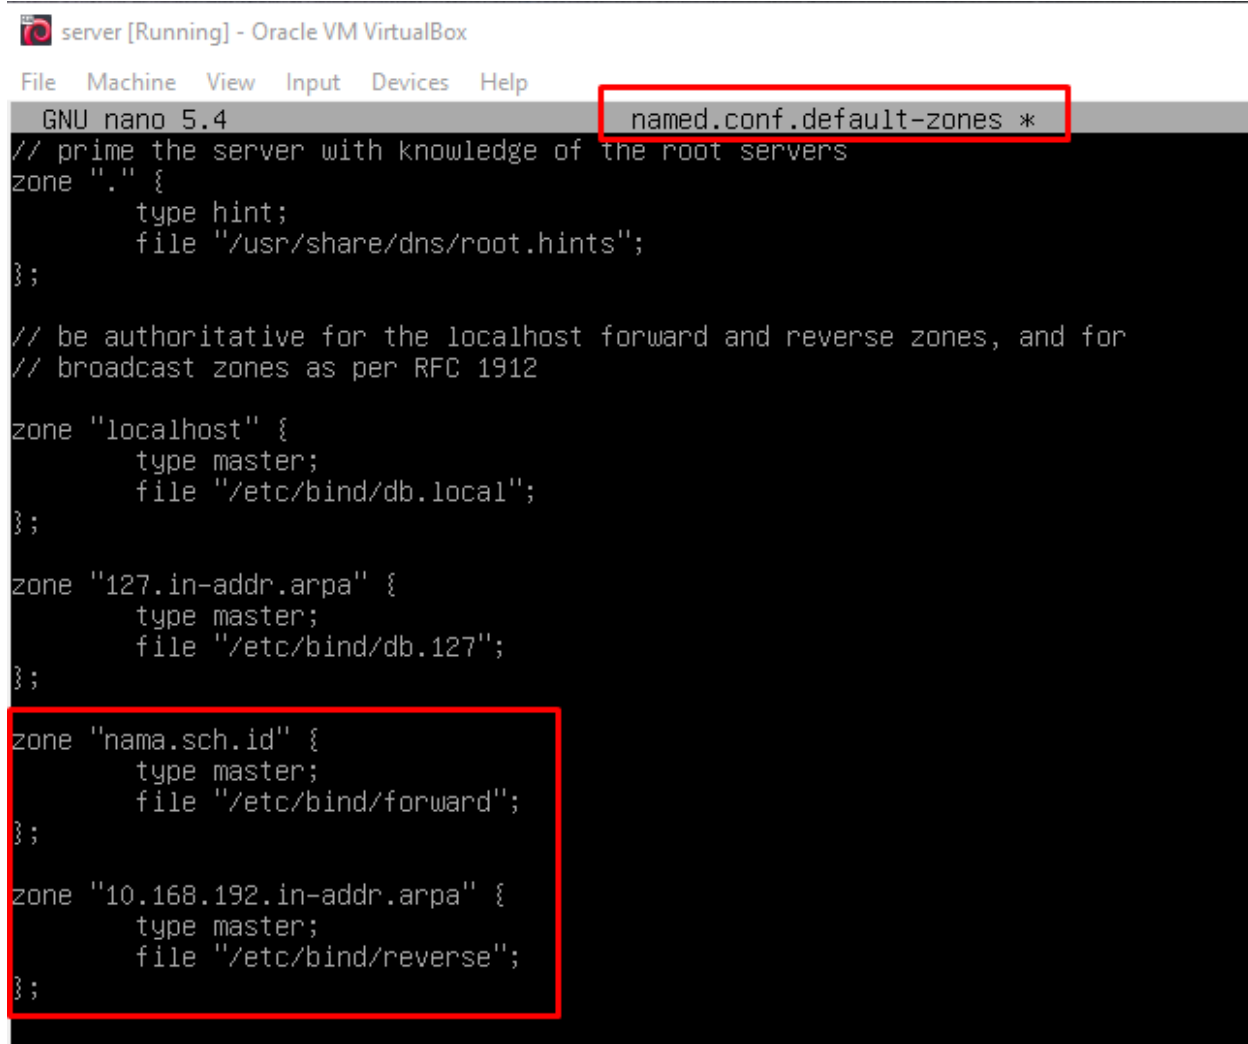 server [Running] - Oracle VM VirtualBox
File Machine View Input Devices Help
GNU nano 5.4 named.conf.default-zones *
// prime the server with knowledge of the root servers
zone "." {
type hint;
file "/usr/share/dns/root.hints";
};
// be authoritative for the localhost forward and reverse zones, and for
// broadcast zones as per RFC 1912
zone "localhost" {
type master;
file "/etc/bind/db.local";
};
zone "127.in-addr.arpa" {
type master;
file "/etc/bind/db.127";
};
zone "nama.sch.id" {
type master;
file "/etc/bind/forward";
};
zone "10.168.192.in-addr.arpa" {
type master;
file "/etc/bind/reverse";
};